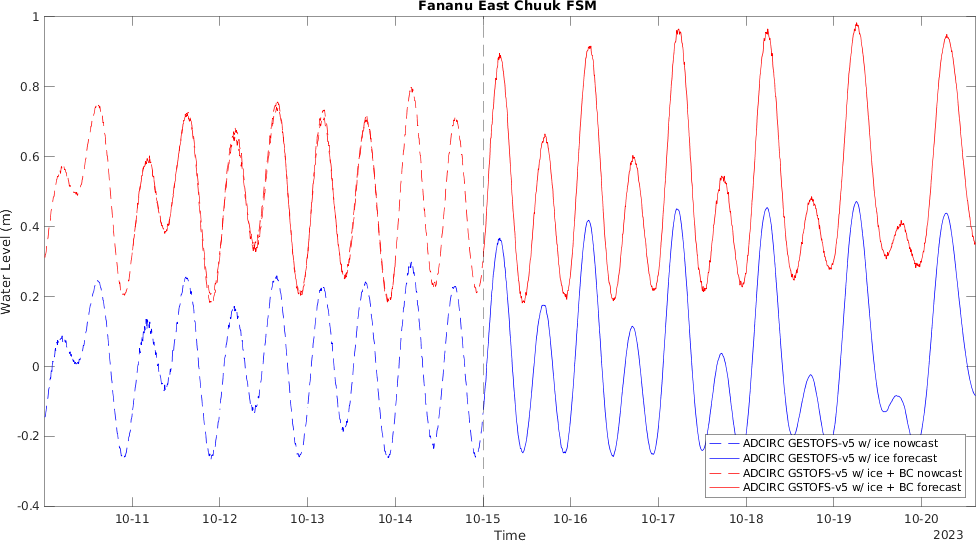 Fananu East Chuuk FSM
1
0.8
0.6
0.4
0.2
0
-0.2
-0.4
Water Level (m)
ADCIRC GESTOFS-v5 w/ ice nowcast
ADCIRC GESTOFS-v5 w/ ice forecast
ADCIRC GSTOFS-v5 w/ ice + BC nowcast
ADCIRC GSTOFS-v5 w/ ice + BC forecast
10-11 10-12 10-13 10-14 10-15 10-16 10-17 10-18 10-19 10-20
Time
2023